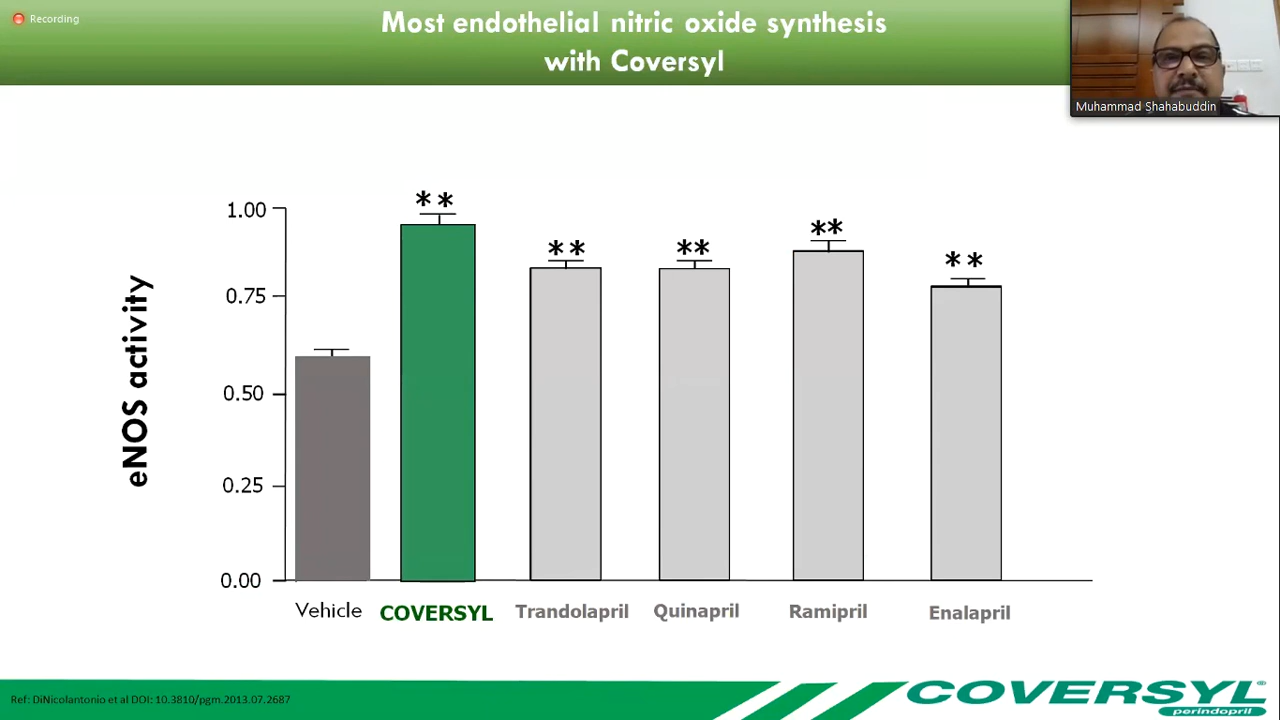 Recording
Most endothelial nitric oxide synthesis
with Coversyl
Muhammad Shahabuddin
eNOS activity
1.00
0.75
0.50
0.25
0.00
**
**
**
**
**
Vehicle COVERSYL Trandolapril Quinapril Ramipril Enalapril
Ref: DiNicolantonio et al DOI: 10.3810/pgm.2013.07.2687
COVERSYL®
perindopril